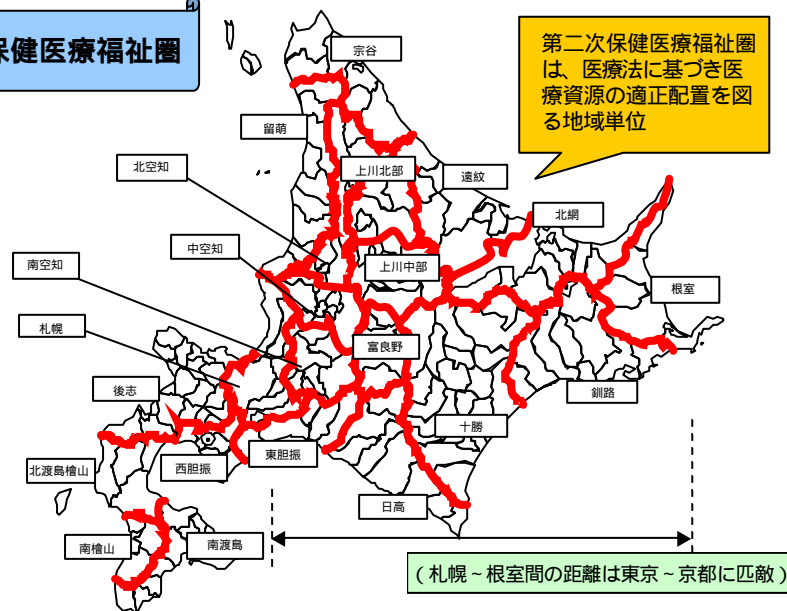 保健医療福祉圏
第二次保健医療福祉圏
は、医療法に基づき医
療資源の適正配置を図
る地域単位
宗谷
留萌
北空知
上川北部
遠紋
北網
中空知
南空知
上川中部
根室
札幌
富良野
後志
釧路
十勝
北渡島檜山
西胆振
東胆振
日高
南檜山
南渡島
(札幌~根室間の距離は東京~京都に匹敵)